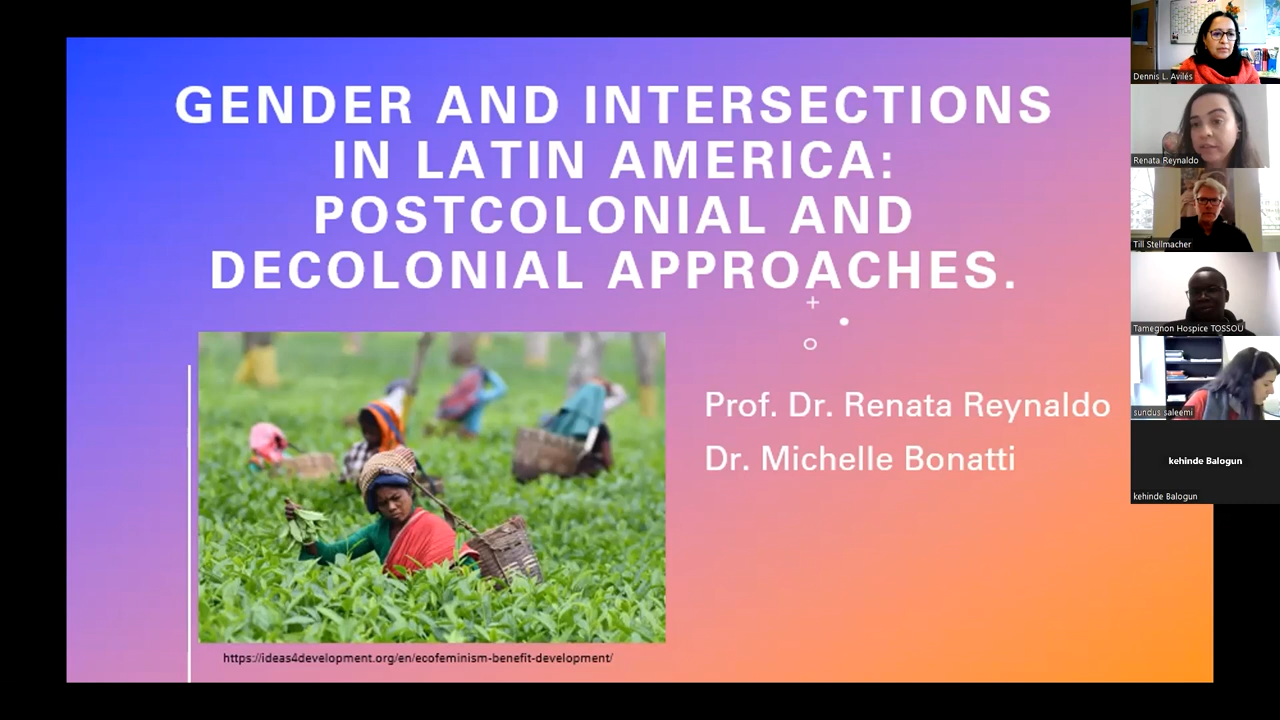 GENDER AND INTERSECTIONS
IN LATIN AMERICA:
POSTCOLONIAL AND
DECOLONIAL APPROACHES.
Prof. Dr. Renata Reynaldo
Dr. Michelle Bonatti
https://ideas4development.org/en/ecofeminism-benefit-development/
Dennis L. Avilés
Renata Reynaldo
Till Stellmacher
Tamegnon Hospice TOSSOU
sundus saleemi
kehinde Balogun
kehinde Balogun